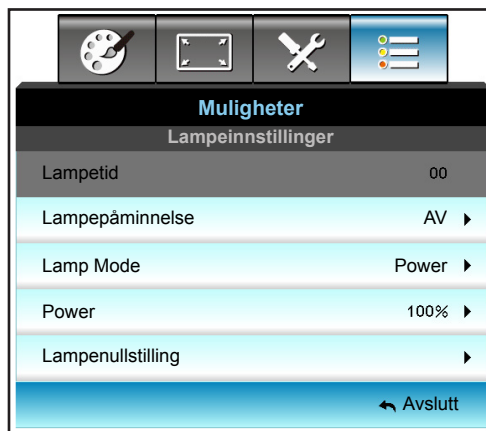 Muligheter
Lampeinnstillinger
Lampetid 00
Lampepåminnelse AV
Lamp Mode Power
Power 100%
Lampenullstilling
Avslutt